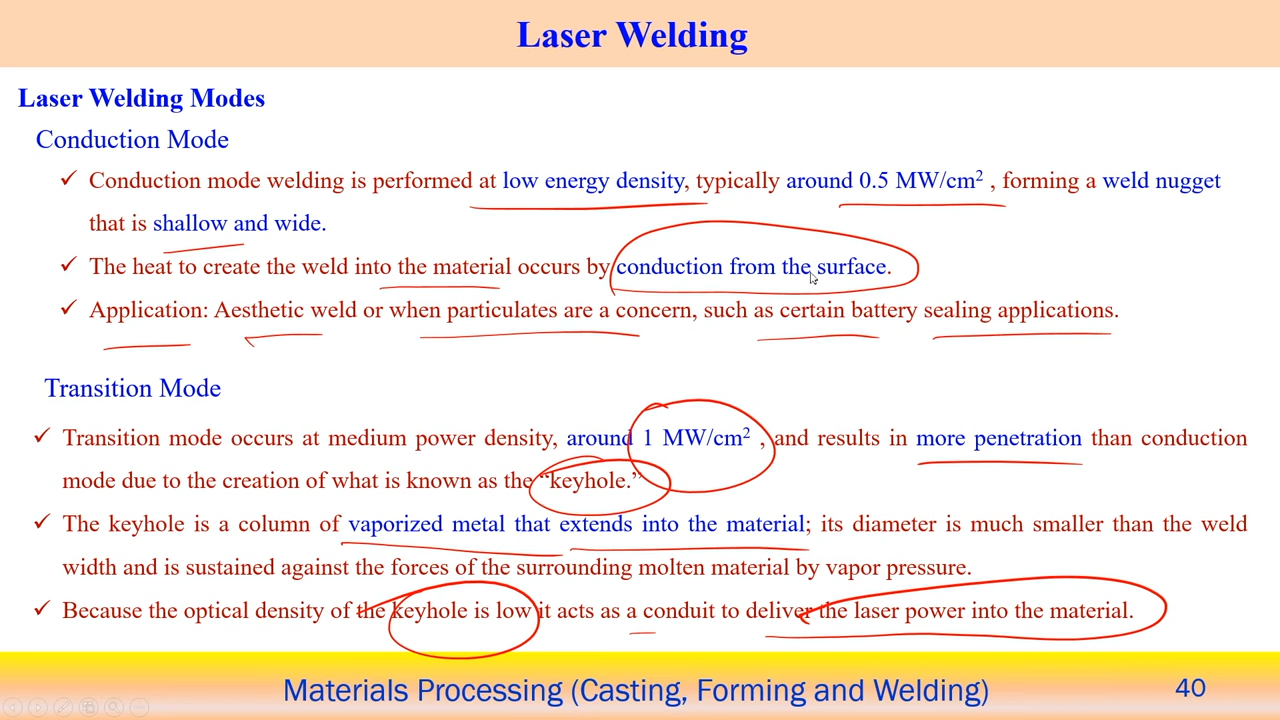 Laser Welding
Laser Welding Modes
Conduction Mode
✓ Conduction mode welding is performed at low energy density, typically around 0.5 MW/cm² , forming a weld nugget
that is shallow and wide.
✓ The heat to create the weld into the material occurs by conduction from the surface.
✓ Application: Aesthetic weld or when particulates are a concern, such as certain battery sealing applications.
Transition Mode
✓ Transition mode occurs at medium power density, around 1 MW/cm² , and results in more penetration than conduction
mode due to the creation of what is known as the “keyhole.”
✓ The keyhole is a column of vaporized metal that extends into the material; its diameter is much smaller than the weld
width and is sustained against the forces of the surrounding molten material by vapor pressure.
✓ Because the optical density of the keyhole is low it acts as a conduit to deliver the laser power into the material.
Materials Processing (Casting, Forming and Welding)
40